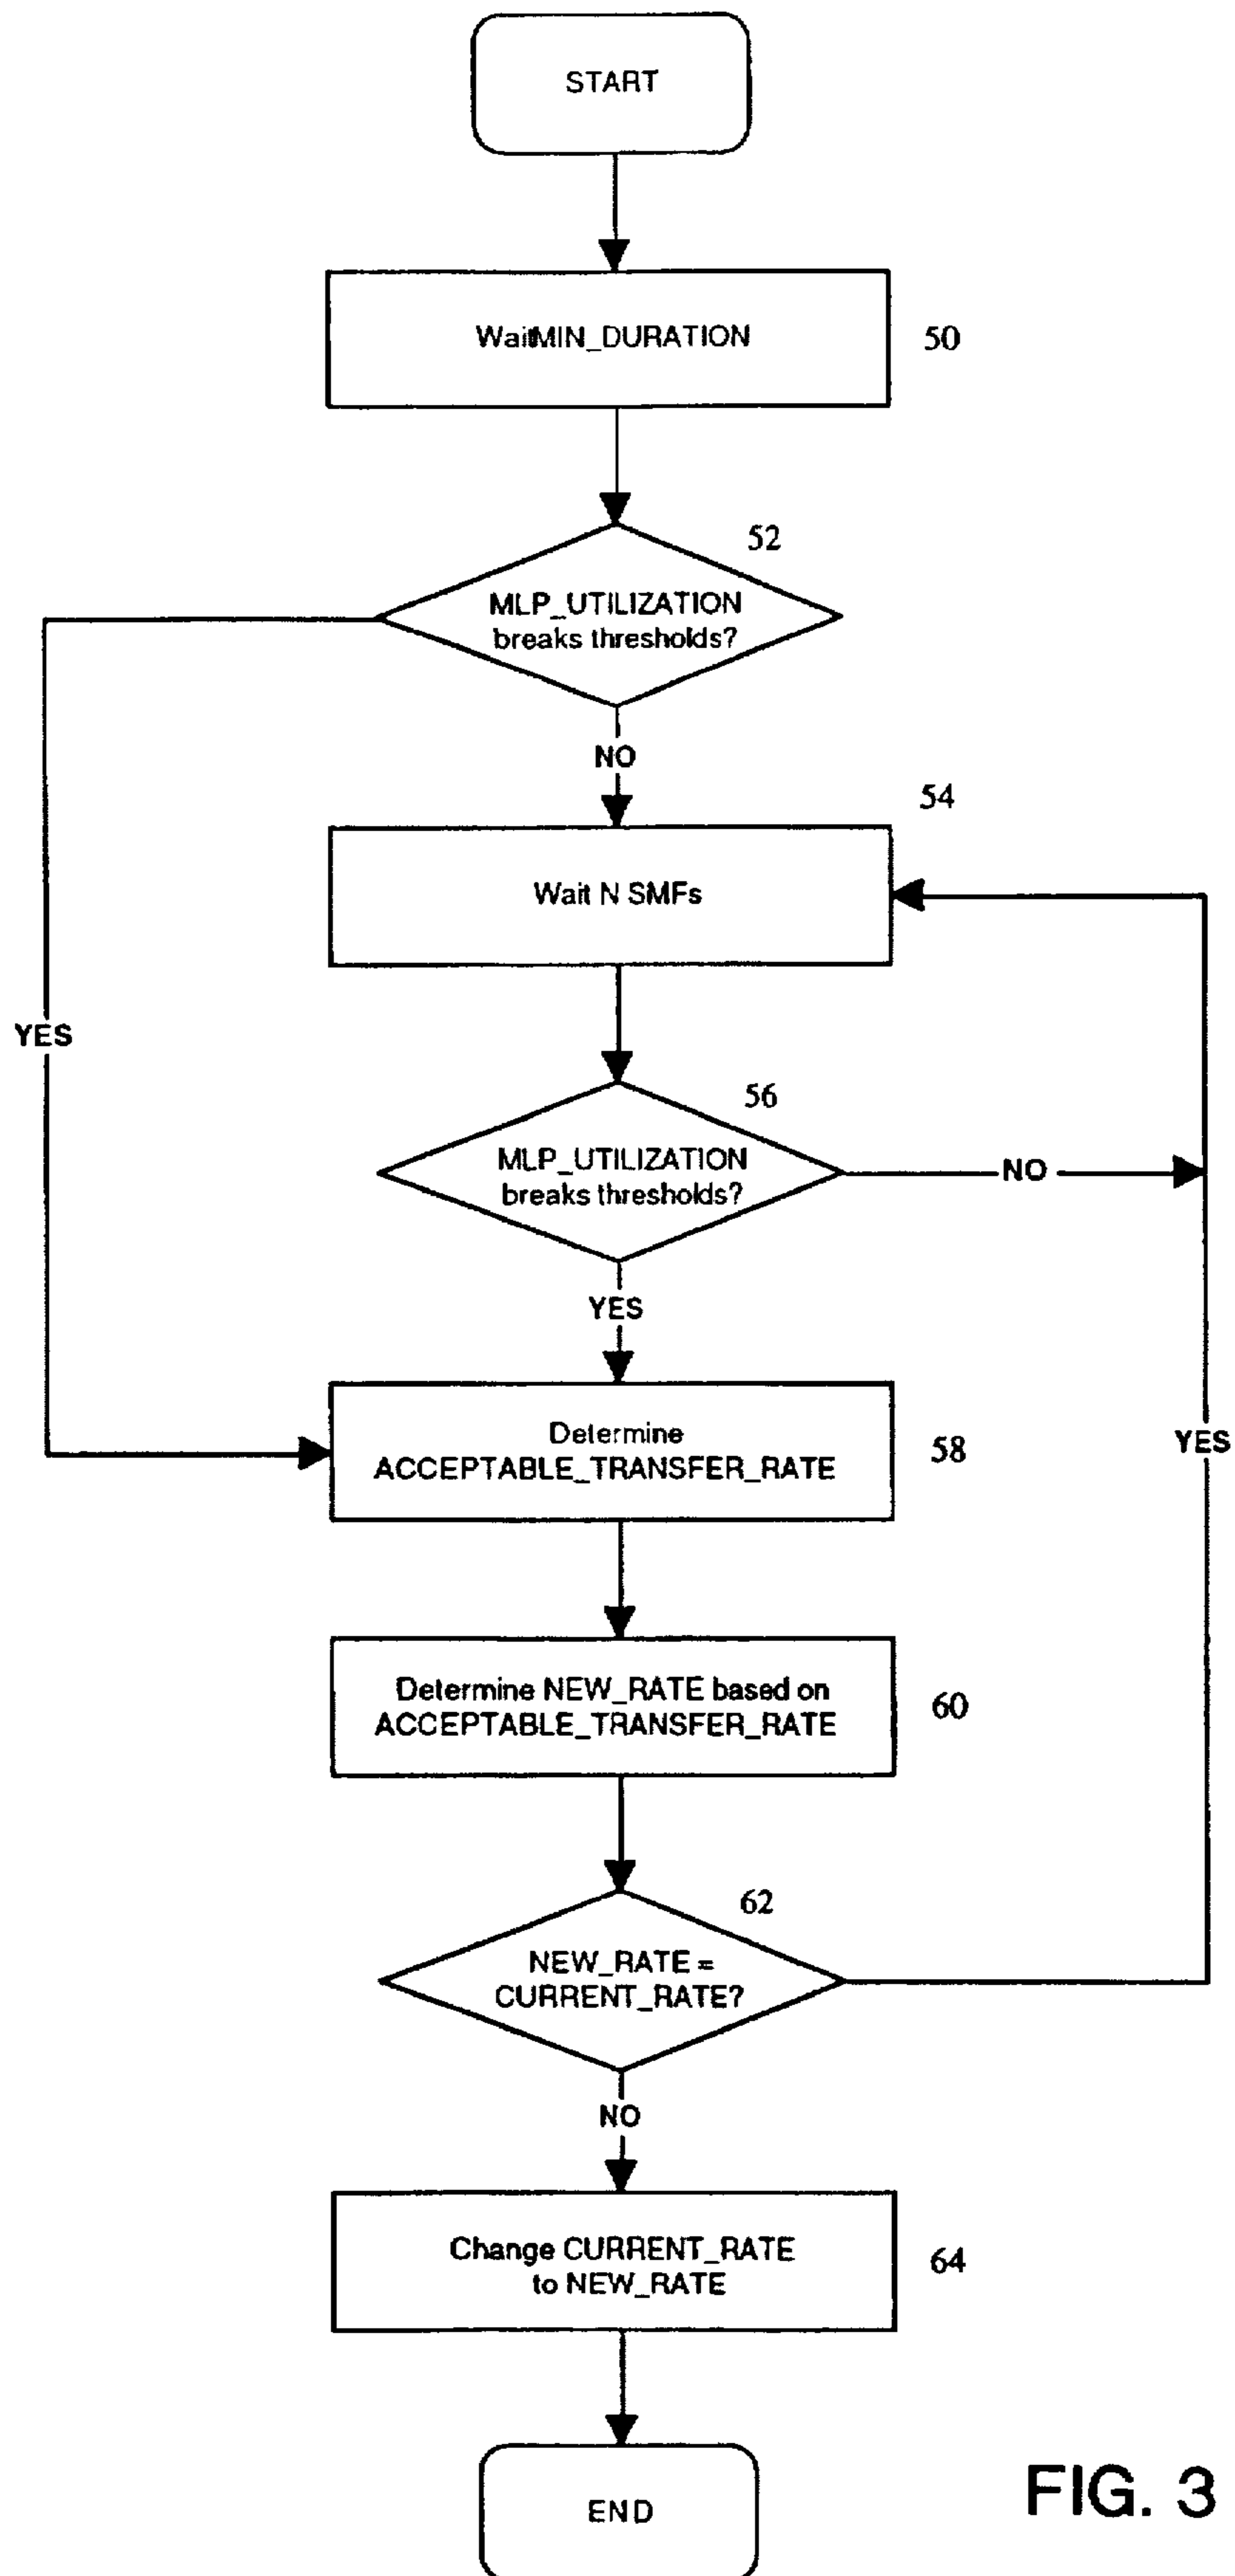 START
WaitMIN_DURATION
50
52
MLP_UTILIZATION
breaks thresholds?
NO
54
Wait N SMFs
YES
56
MLP_UTILIZATION
breaks thresholds?
NO
YES
Determine
ACCEPTABLE_TRANSFER_RATE
58
YES
Determine NEW_RATE based on
ACCEPTABLE_TRANSFER_RATE
60
62
NEW_RATE =
CURRENT_RATE?
NO
Change CURRENT_RATE
to NEW_RATE
64
END
FIG. 3